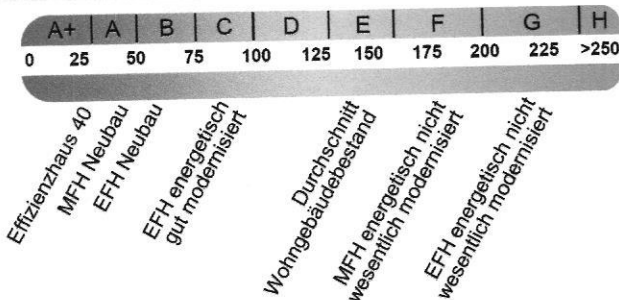 A+ A B C D E F G H
0 25 50 75 100 125 150 175 200 225 >250
Effizienzhaus 40
MFH Neubau
EFH Neubau
EFH energetisch
gut modernisiert
Durchschnitt
Wohngebäudebestand
MFH energetisch nicht
wesentlich modernisiert
EFH energetisch nicht
wesentlich modernisiert